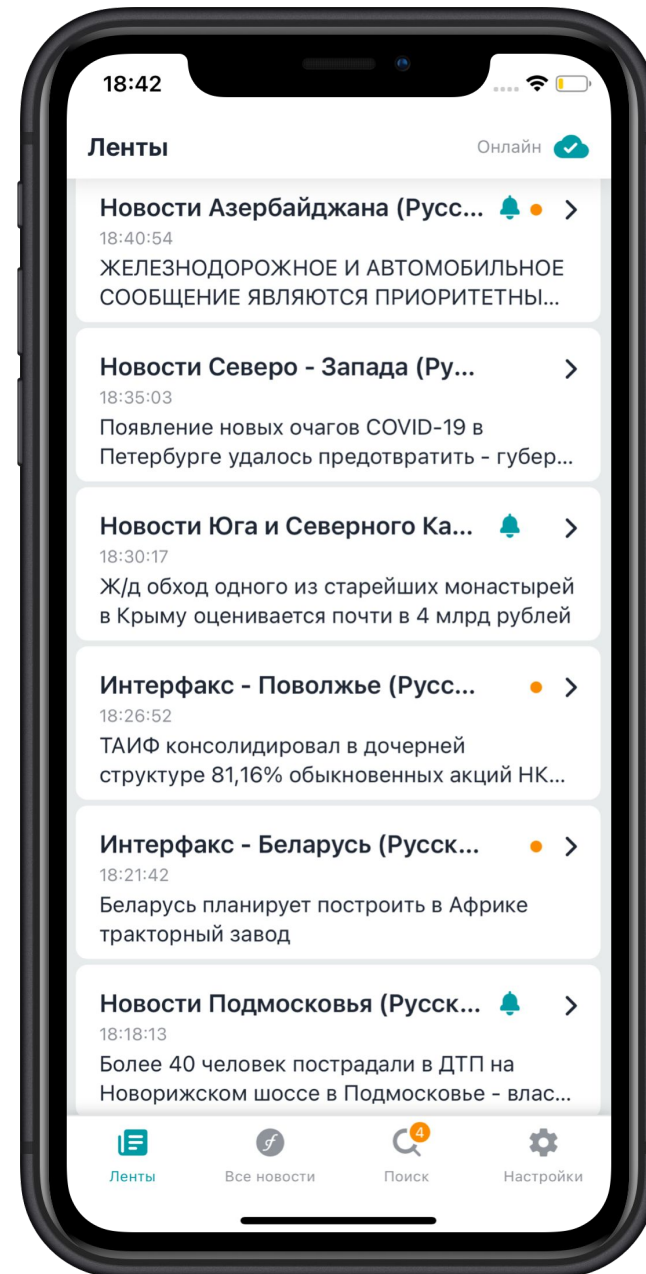 18:42
Ленты
Онлайн
Новости Азербайджана (Русс...
18:40:54
ЖЕЛЕЗНОДОРОЖНОЕ И АВТОМОБИЛЬНОЕ
СООБЩЕНИЕ ЯВЛЯЮТСЯ ПРИОРИТЕТНЫ...
Новости Северо - Запада (Ру...
18:35:03
Появление новых очагов COVID-19 в
Петербурге удалось предотвратить - губер...
Новости Юга и Северного Ка...
18:30:17
Ж/д обход одного из старейших монастырей
в Крыму оценивается почти в 4 млрд рублей
Интерфакс - Поволжье (Русс...
18:26:52
ТАИФ консолидировал в дочерней
структуре 81,16% обыкновенных акций НК...
Интерфакс - Беларусь (Русск...
18:21:42
Беларусь планирует построить в Африке
тракторный завод
Новости Подмосковья (Русск...
18:18:13
Более 40 человек пострадали в ДТП на
Новорижском шоссе в Подмосковье - влас...
4
Ленты
Все новости
Поиск
Настройки